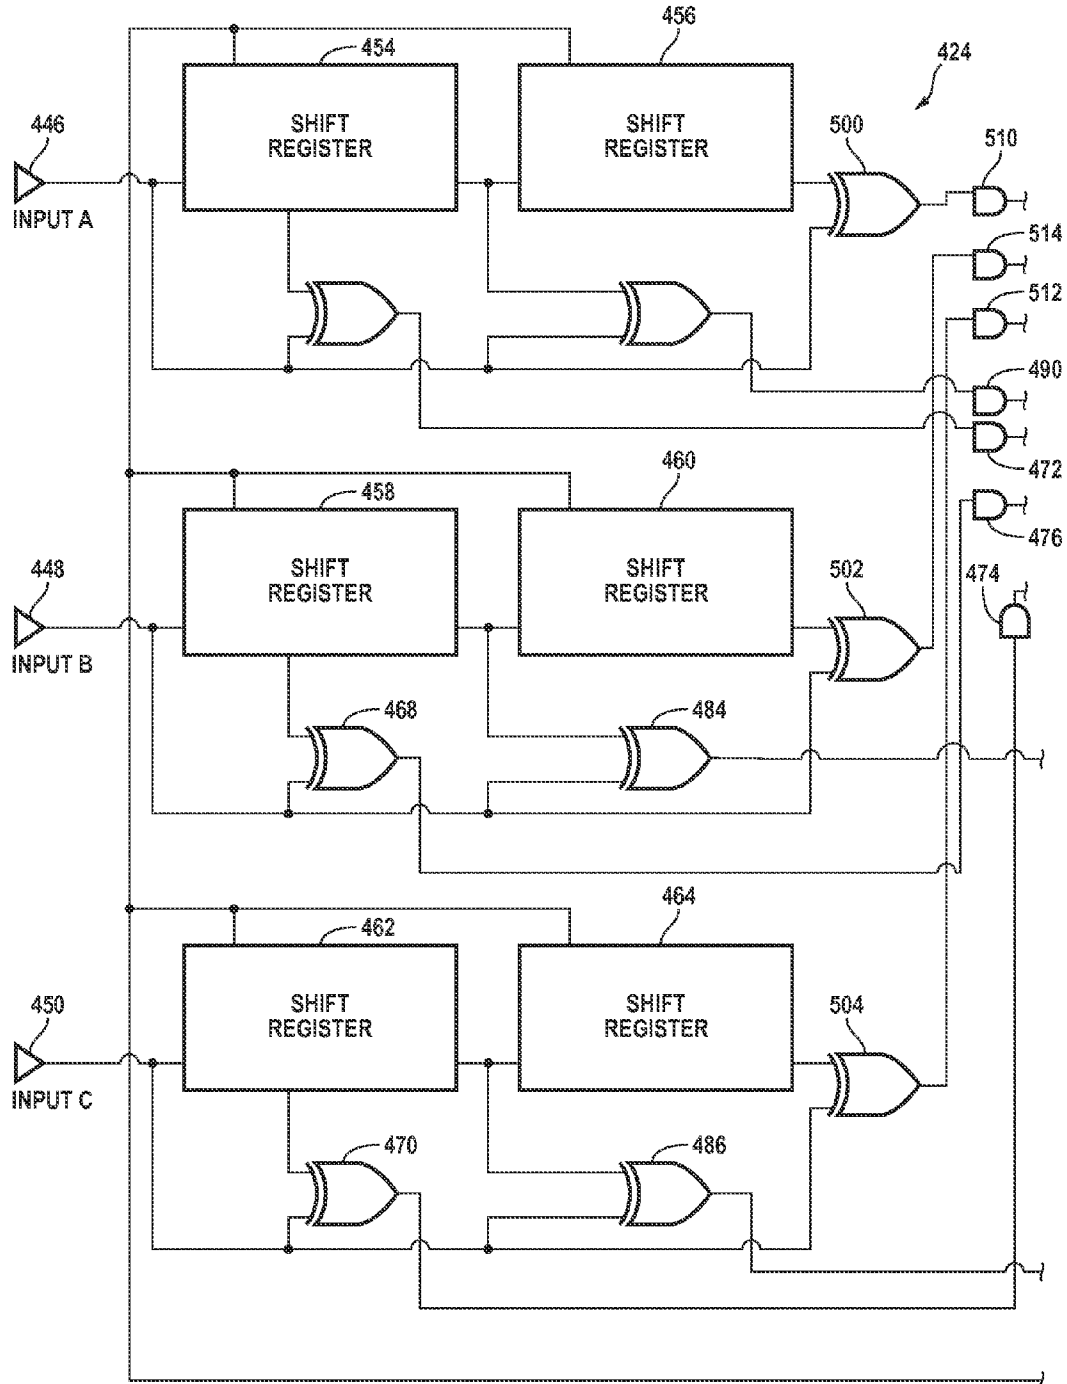 456
454
424
SHIFT
REGISTER
SHIFT
REGISTER
500
510
446
INPUT A
514
512
490
472
460
458
476
448
SHIFT
REGISTER
SHIFT
REGISTER
502
474
INPUT B
468
484
464
462
450
SHIFT
REGISTER
SHIFT
REGISTER
504
INPUT C
470
486